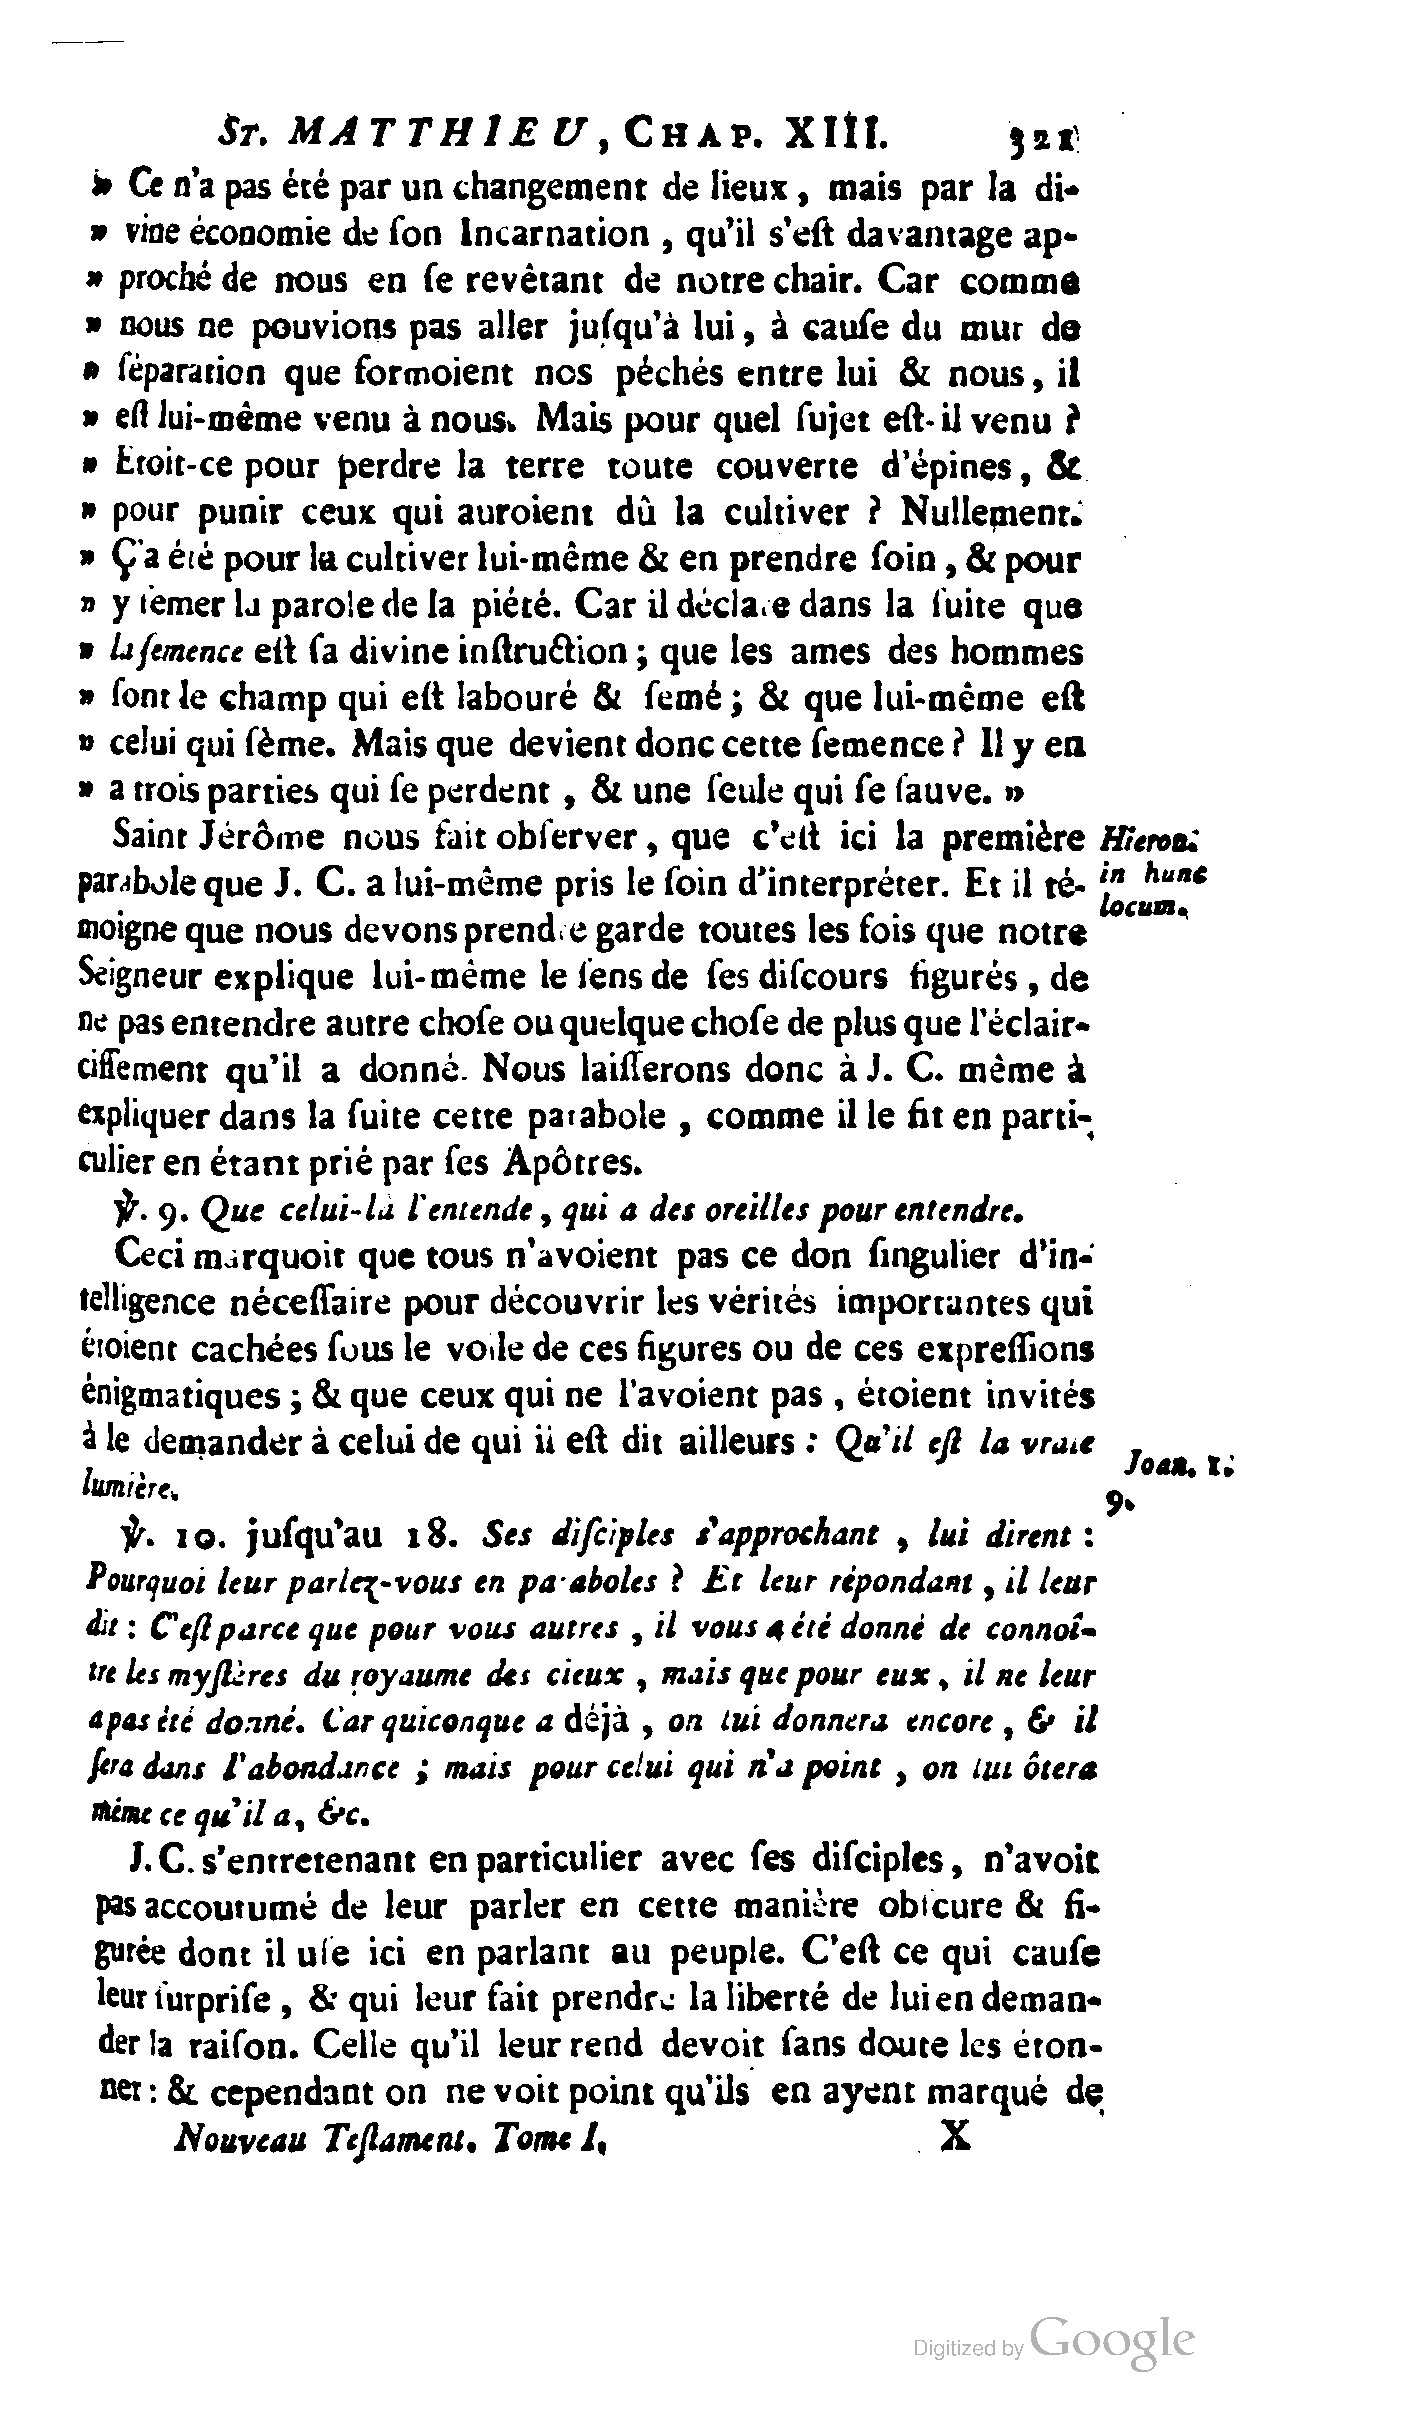 St. MATTHIEU, CHAP. XIII. 321
» Ce n'a pas été par un changement de lieux, mais par la di-
» vine économie de ſon Incarnation, qu'il s'eſt davantage ap-
» proché de nous en ſe revêtant de notre chair. Car comme
» nous ne pouvions pas aller juſqu'à lui, à cauſe du mur de
» ſéparation que formoient nos péchés entre lui & nous, il
» eſt lui-même venu à nous. Mais pour quel ſujet eſt-il venu ?
» Etoit-ce pour perdre la terre toute couverte d'épines, &
» pour punir ceux qui auroient dû la cultiver ? Nullement.
» Ç'a été pour la cultiver lui-même & en prendre ſoin, & pour
» y ſemer la parole de la piété. Car il déclare dans la ſuite que
» la ſemence eſt ſa divine inſtruction ; que les ames des hommes
» ſont le champ qui eſt labouré & ſemé ; & que lui-même eſt
» celui qui ſème. Mais que devient donc cette ſemence ? Il y en
» a trois parties qui ſe perdent, & une ſeule qui ſe ſauve. »
Saint Jérôme nous fait obſerver, que c'eſt ici la première
Hieron.
in hunc
locum.
parabole que J. C. a lui-même pris le ſoin d'interpréter. Et il té-
moigne que nous devons prendre garde toutes les fois que notre
Seigneur explique lui-même le ſens de ſes diſcours figurés, de
ne pas entendre autre choſe ou quelque choſe de plus que l'éclair-
ciſſement qu'il a donné. Nous laiſſerons donc à J. C. même à
expliquer dans la ſuite cette parabole, comme il le fit en parti-
culier en étant prié par ſes Apôtres.
℣. 9. Que celui-là l'entende, qui a des oreilles pour entendre.
Ceci marquoit que tous n'avoient pas ce don ſingulier d'in-
telligence néceſſaire pour découvrir les vérités importantes qui
étoient cachées ſous le voile de ces figures ou de ces expreſſions
énigmatiques ; & que ceux qui ne l'avoient pas, étoient invités
à le demander à celui de qui il eſt dit ailleurs : Qu'il eſt la vraie
lumière.
Joan. 1.
9.
℣. 10. juſqu'au 18. Ses diſciples s'approchant, lui dirent :
Pourquoi leur parlez-vous en paraboles ? Et leur répondant, il leur
dit : C'eſt parce que pour vous autres, il vous a été donné de connoî-
tre les myſtères du royaume des cieux, mais que pour eux, il ne leur
a pas été donné. Car quiconque a déjà, on lui donnera encore, & il
ſera dans l'abondance ; mais pour celui qui n'a point, on lui ôtera
même ce qu'il a, &c.
J. C. s'entretenant en particulier avec ſes diſciples, n'avoit
pas accoutumé de leur parler en cette manière obſcure & fi-
gurée dont il uſe ici en parlant au peuple. C'eſt ce qui cauſe
leur ſurpriſe, & qui leur fait prendre la liberté de lui en deman-
der la raiſon. Celle qu'il leur rend devoit ſans doute les éton-
ner : & cependant on ne voit point qu'ils en ayent marqué de
Nouveau Teſtament. Tome I. X
Digitized by Google